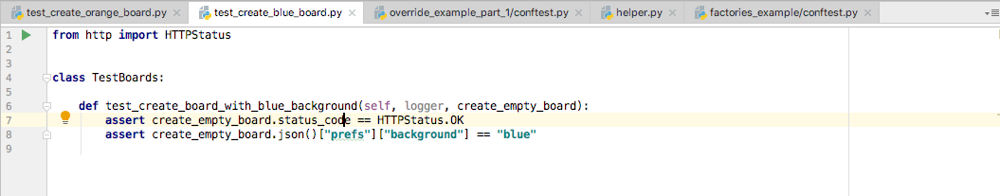 test_create_orange_board.py × test_create_blue_board.py × override_example_part_1/conftest.py × helper.py × factories_example/conftest.py ×
1 from http import HTTPStatus
2
3
4 class TestBoards:
5
6 def test_create_board_with_blue_background(self, logger, create_empty_board):
7 assert create_empty_board.status_code == HTTPStatus.OK
8 assert create_empty_board.json()["prefs"]["background"] == "blue"
9